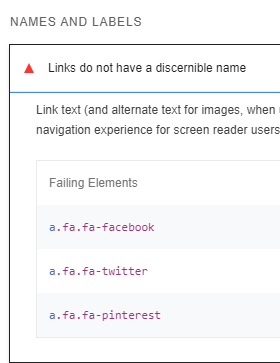 NAMES AND LABELS
Links do not have a discernible name
Link text (and alternate text for images, when
navigation experience for screen reader users
Failing Elements
a.fa.fa-facebook
a.fa.fa-twitter
a.fa.fa-pinterest